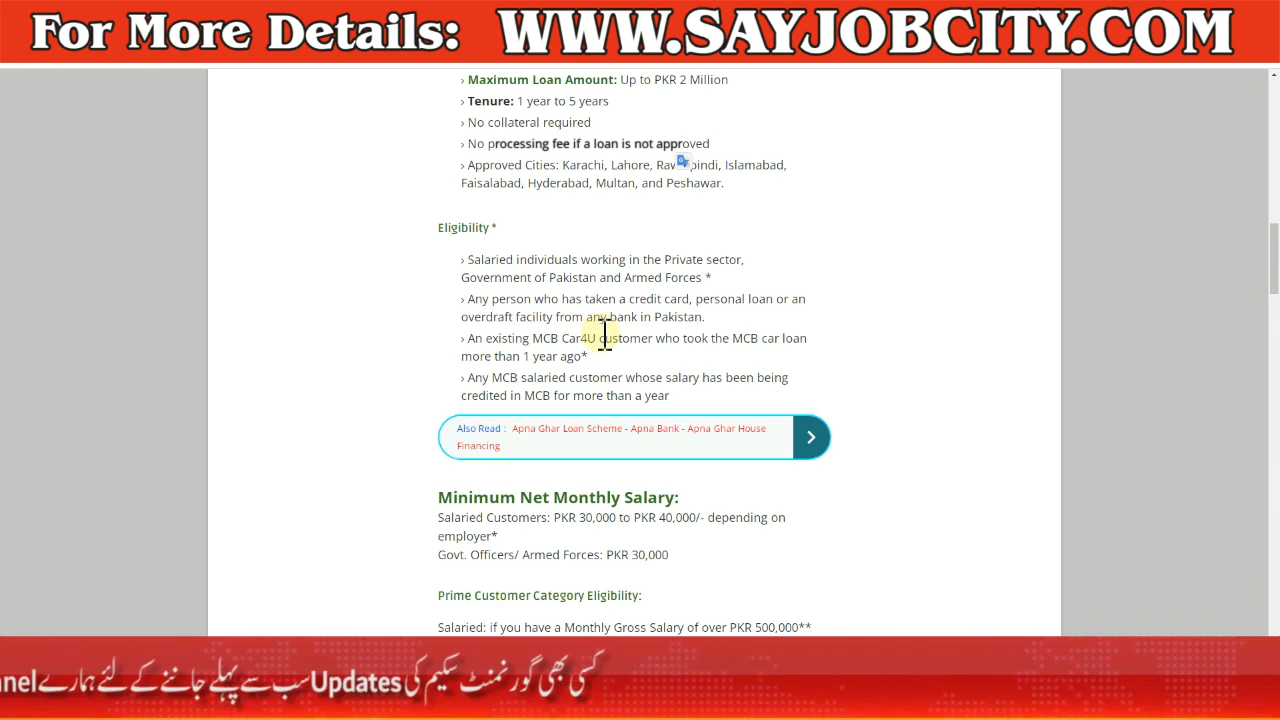 For More Details: WWW.SAYJOBCITY.COM
› Maximum Loan Amount: Up to PKR 2 Million
› Tenure: 1 year to 5 years
› No collateral required
› No processing fee if a loan is not approved
› Approved Cities: Karachi, Lahore, Rawalpindi, Islamabad,
Faisalabad, Hyderabad, Multan, and Peshawar.
Eligibility *
› Salaried individuals working in the Private sector,
Government of Pakistan and Armed Forces *
› Any person who has taken a credit card, personal loan or an
overdraft facility from any bank in Pakistan.
› An existing MCB Car4U customer who took the MCB car loan
more than 1 year ago*
› Any MCB salaried customer whose salary has been being
credited in MCB for more than a year
Also Read : Apna Ghar Loan Scheme - Apna Bank - Apna Ghar House
Financing
Minimum Net Monthly Salary:
Salaried Customers: PKR 30,000 to PKR 40,000/- depending on
employer*
Govt. Officers/ Armed Forces: PKR 30,000
Prime Customer Category Eligibility:
Salaried: if you have a Monthly Gross Salary of over PKR 500,000**
کسی بھی گورنمنٹ سکیم کی Updates سب سے پہلے جاننے کے لئے ہمارے nel